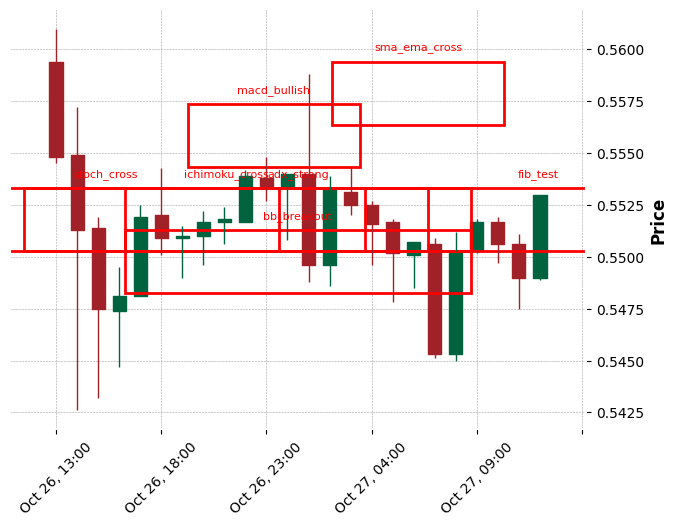 sma_ema_cross
macd_bullish
stoch_cross
ichimoku_cross
adx_strong
fib_test
bb_breakout
0.5600
0.5575
0.5550
0.5525
0.5500
0.5475
0.5450
0.5425
Price
Oct 26, 13:00
Oct 26, 18:00
Oct 26, 23:00
Oct 27, 04:00
Oct 27, 09:00